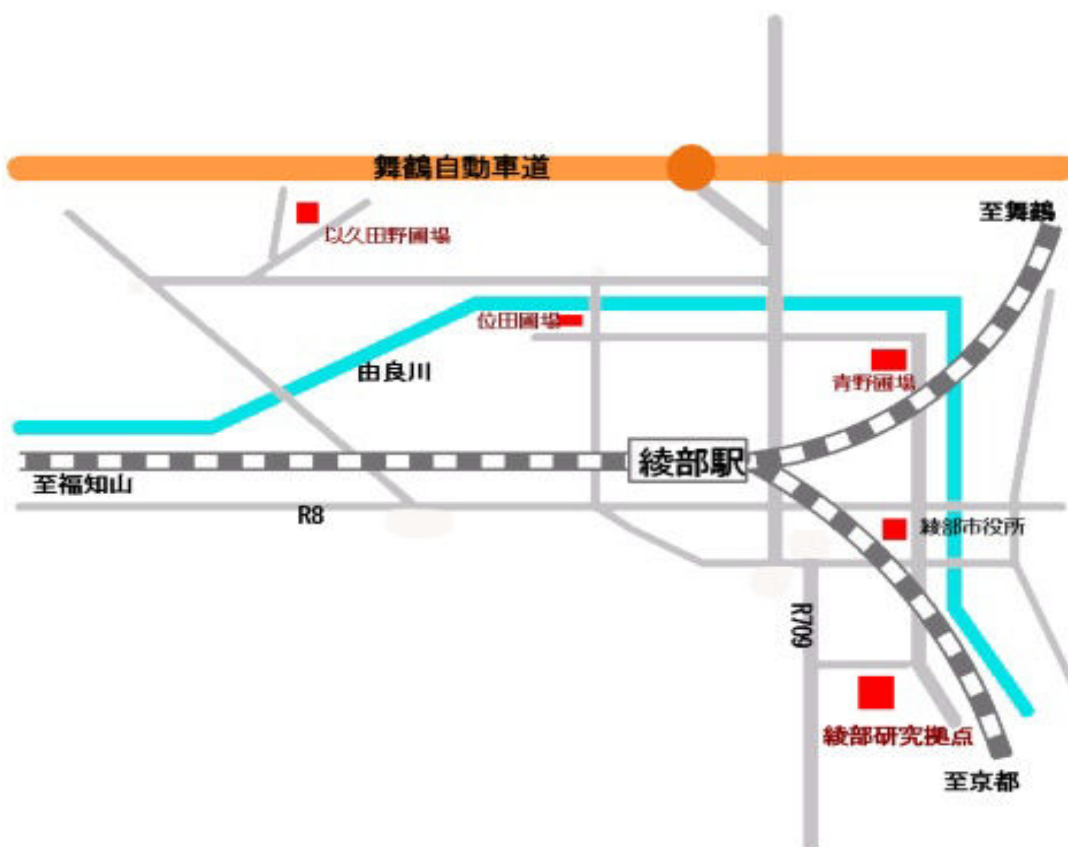 舞鶴自動車道
至舞鶴
以久田野圃場
位田圃場
由良川
青野圃場
綾部駅
至福知山
R8
綾部市役所
R709
綾部研究拠点
至京都